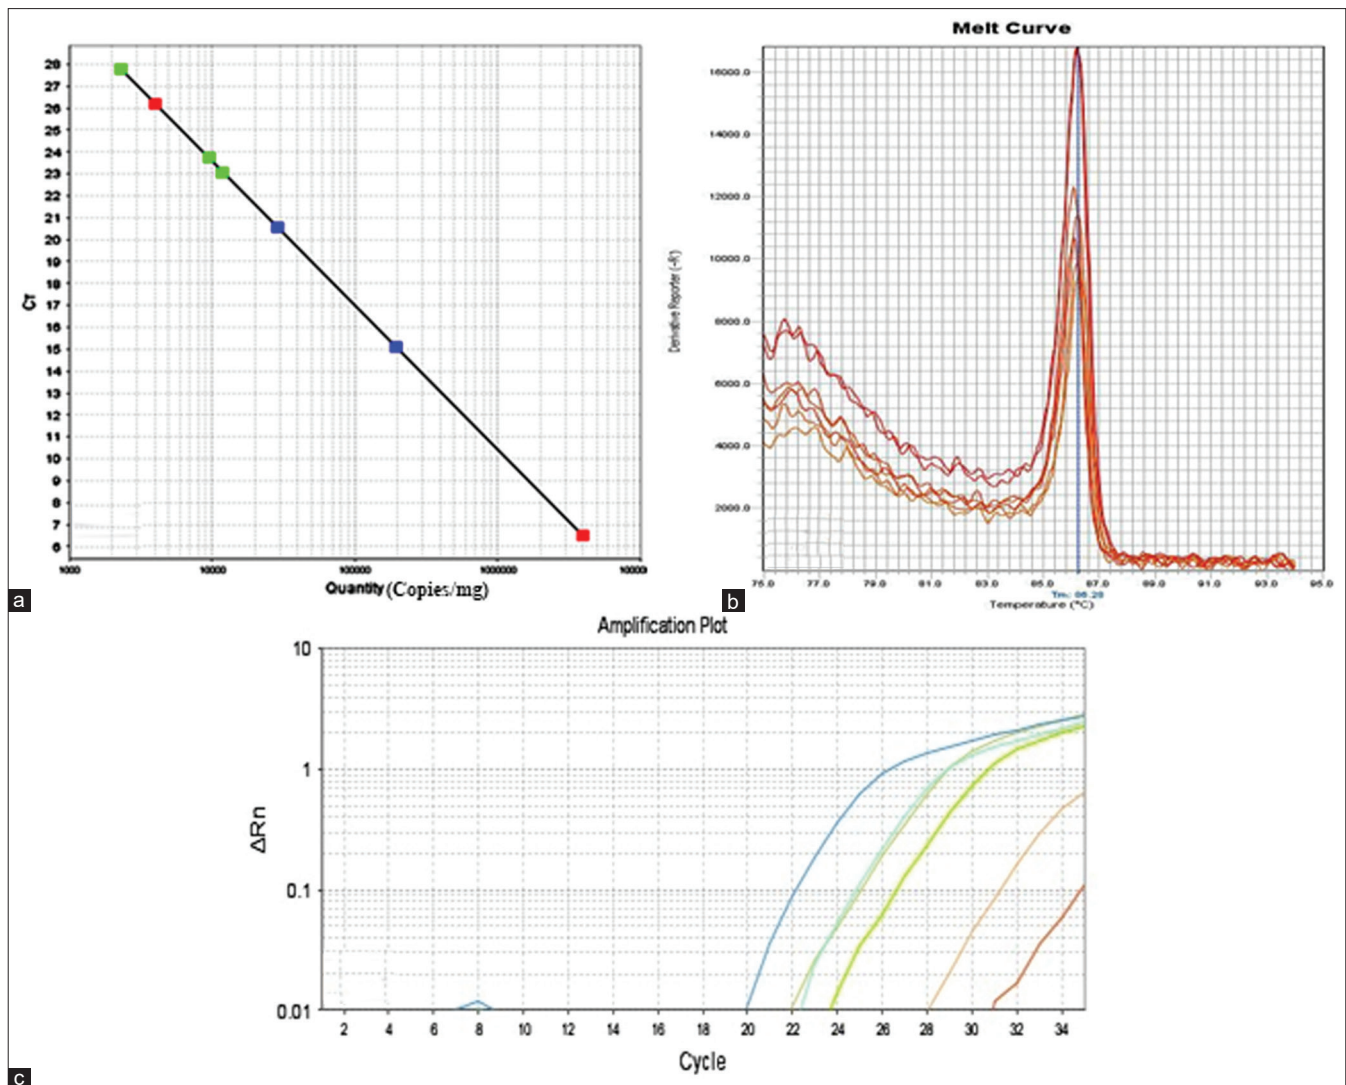 28
27
26
25
24
23
22
21
20
19
18
17
16
15
14
13
12
11
10
9
8
7
6
CT
1000 10000 100000 1000000
Quantity (Copies/mg)
a
Melt Curve
16000.0
14000.0
12000.0
10000.0
8000.0
6000.0
4000.0
2000.0
Derivative Reporter (-R')
75.0 77.0 79.0 81.0 83.0 85.0 87.0 89.0 91.0 93.0 95.0
Tm: 86.28
Temperature (°C)
b
Amplification Plot
10
1
0.1
0.01
ΔRn
2 4 6 8 10 12 14 16 18 20 22 24 26 28 30 32 34
Cycle
c